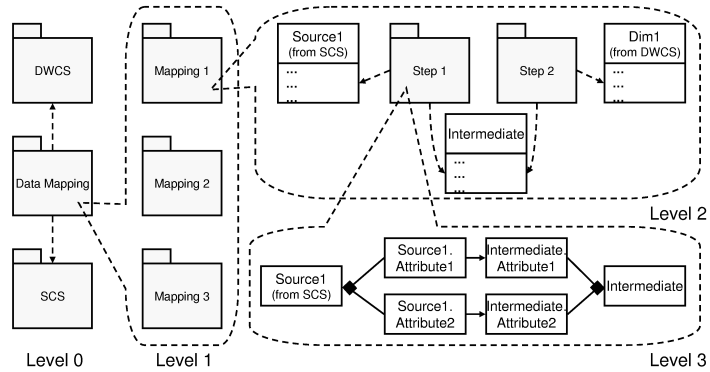 DWCS
Data Mapping
SCS
Level 0
Mapping 1
Mapping 2
Mapping 3
Level 1
Source1
(from SCS)
...
...
...
Step 1
Step 2
Dim1
(from DWCS)
...
...
...
Intermediate
...
...
...
Level 2
Source1
(from SCS)
Source1.
Attribute1
Intermediate.
Attribute1
Source1.
Attribute2
Intermediate.
Attribute2
Intermediate
Level 3